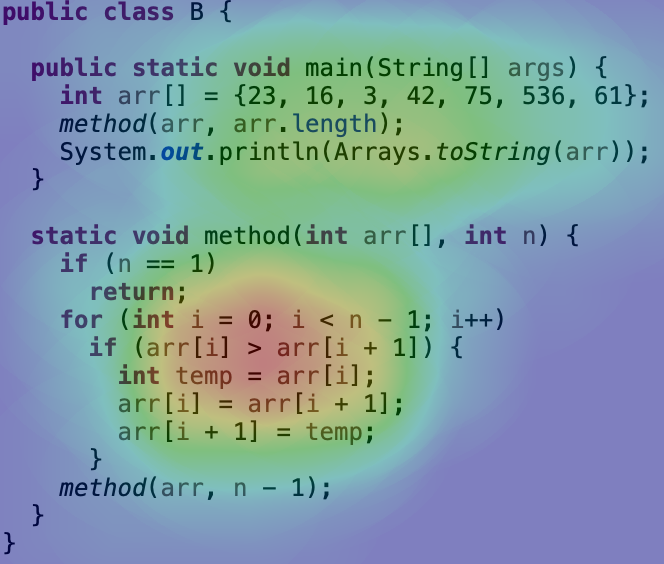 public class B {
public static void main(String[] args) {
int arr[] = {23, 16, 3, 42, 75, 536, 61};
method(arr, arr.length);
System.out.println(Arrays.toString(arr));
}
static void method(int arr[], int n) {
if (n == 1)
return;
for (int i = 0; i < n - 1; i++)
if (arr[i] > arr[i + 1]) {
int temp = arr[i];
arr[i] = arr[i + 1];
arr[i + 1] = temp;
}
method(arr, n - 1);
}
}